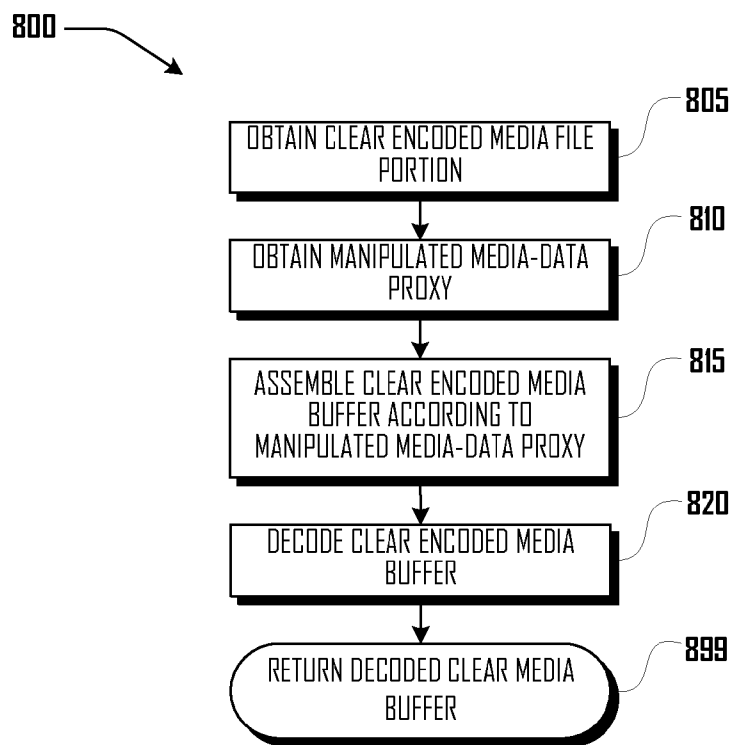 800
805
OBTAIN CLEAR ENCODED MEDIA FILE
PORTION
810
OBTAIN MANIPULATED MEDIA-DATA
PROXY
815
ASSEMBLE CLEAR ENCODED MEDIA
BUFFER ACCORDING TO
MANIPULATED MEDIA-DATA PROXY
820
DECODE CLEAR ENCODED MEDIA
BUFFER
899
RETURN DECODED CLEAR MEDIA
BUFFER